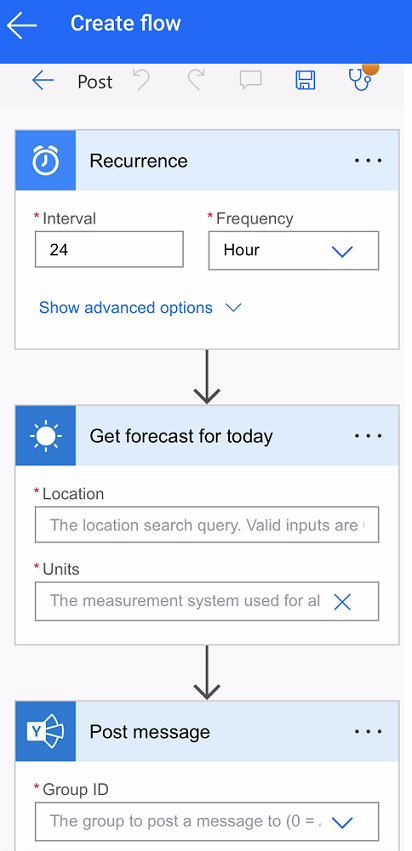 Create flow
Post
Recurrence
* Interval
* Frequency
24
Hour
Show advanced options
Get forecast for today
* Location
The location search query. Valid inputs are
* Units
The measurement system used for al
Y
Post message
* Group ID
The group to post a message to (0 =